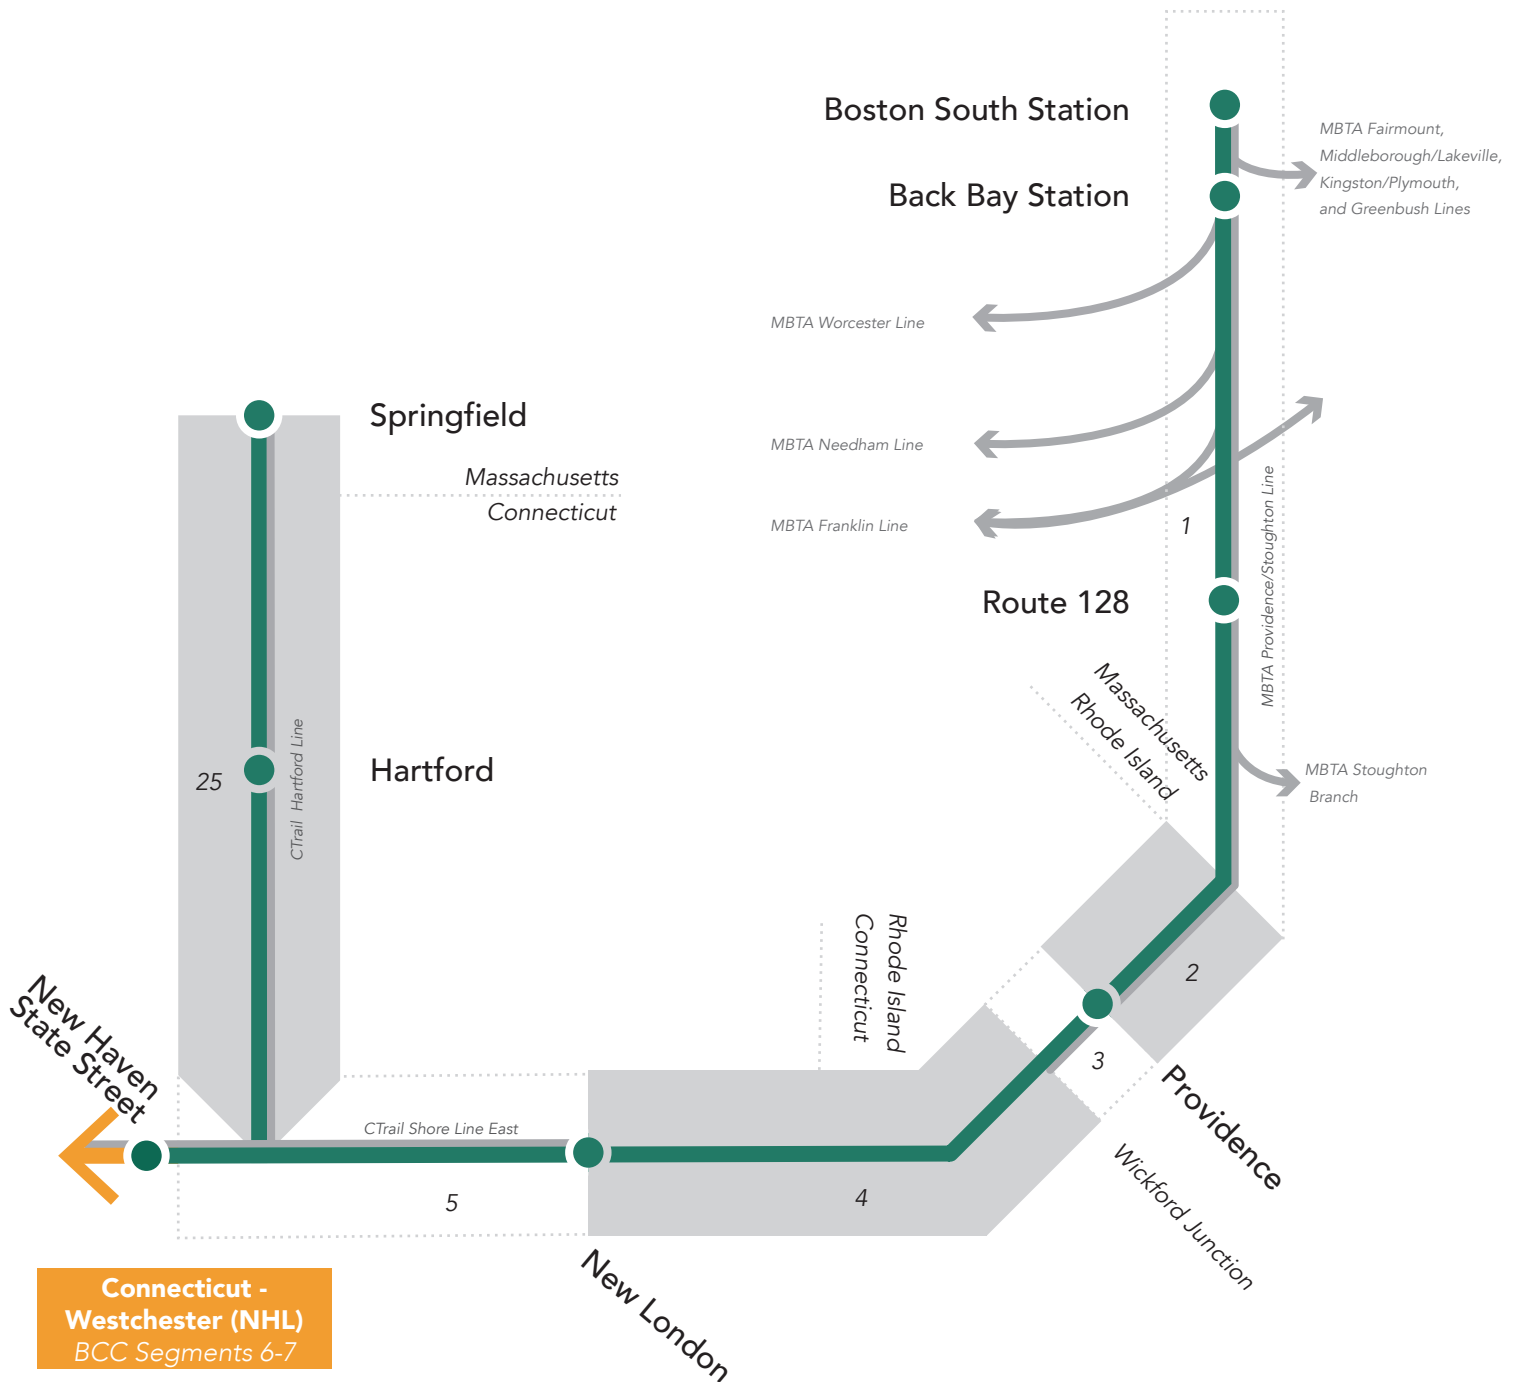 Boston South Station
MBTA Fairmount,
Middleborough/Lakeville,
Kingston/Plymouth,
and Greenbush Lines
Back Bay Station
MBTA Worcester Line
Springfield
MBTA Needham Line
Massachusetts
Connecticut
MBTA Franklin Line
1
MBTA Providence/Stoughton Line
Route 128
Massachusetts
Rhode Island
MBTA Stoughton
Branch
25
CTrail Hartford Line
Hartford
Rhode Island
Connecticut
2
New Haven
State Street
3
Providence
CTrail Shore Line East
5
4
Wickford Junction
New London
Connecticut -
Westchester (NHL)
BCC Segments 6-7